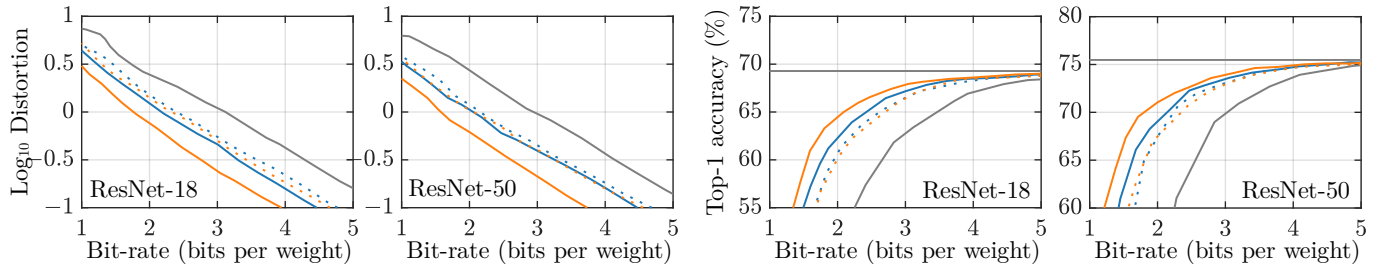 Log₁₀ Distortion
1
0.5
0
−0.5
−1
ResNet-18
1 2 3 4 5
Bit-rate (bits per weight)
1
0.5
0
−0.5
−1
ResNet-50
1 2 3 4 5
Bit-rate (bits per weight)
Top-1 accuracy (%)
75
70
65
60
55
ResNet-18
1 2 3 4 5
Bit-rate (bits per weight)
80
75
70
65
60
ResNet-50
1 2 3 4 5
Bit-rate (bits per weight)